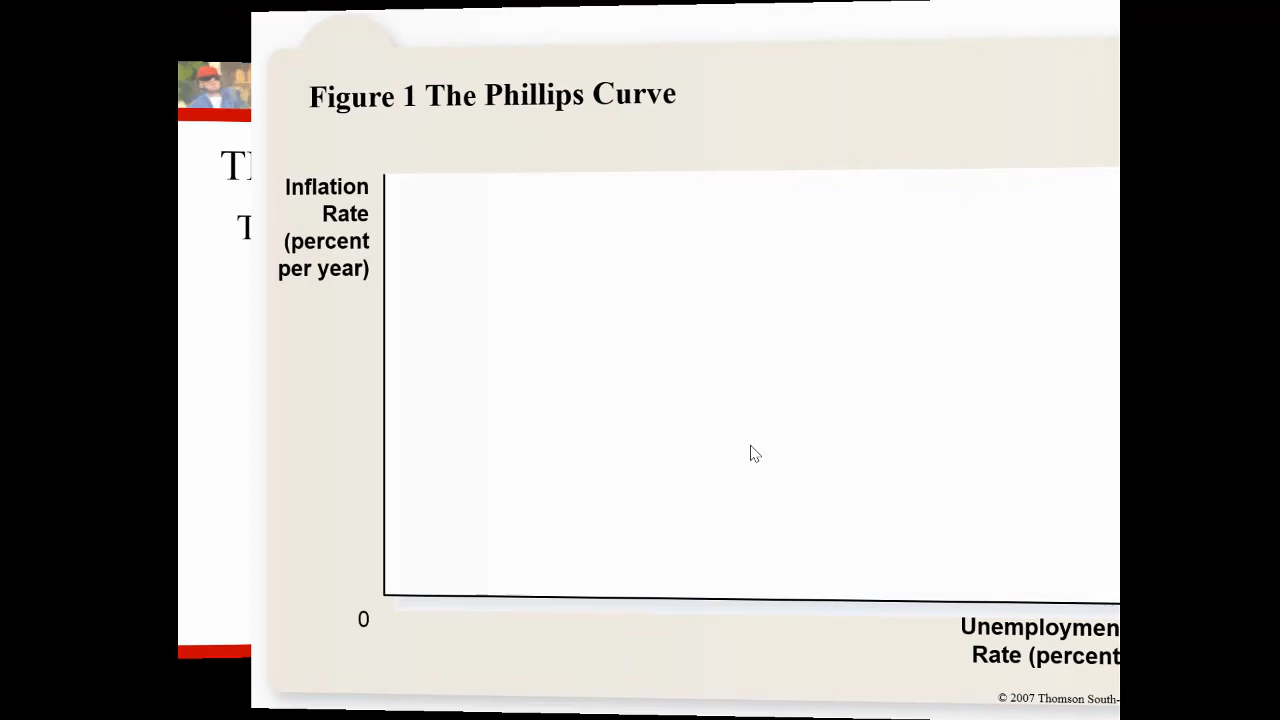 Figure 1 The Phillips Curve
Inflation
Rate
(percent
per year)
0
Unemploymen
Rate (percent
© 2007 Thomson South-